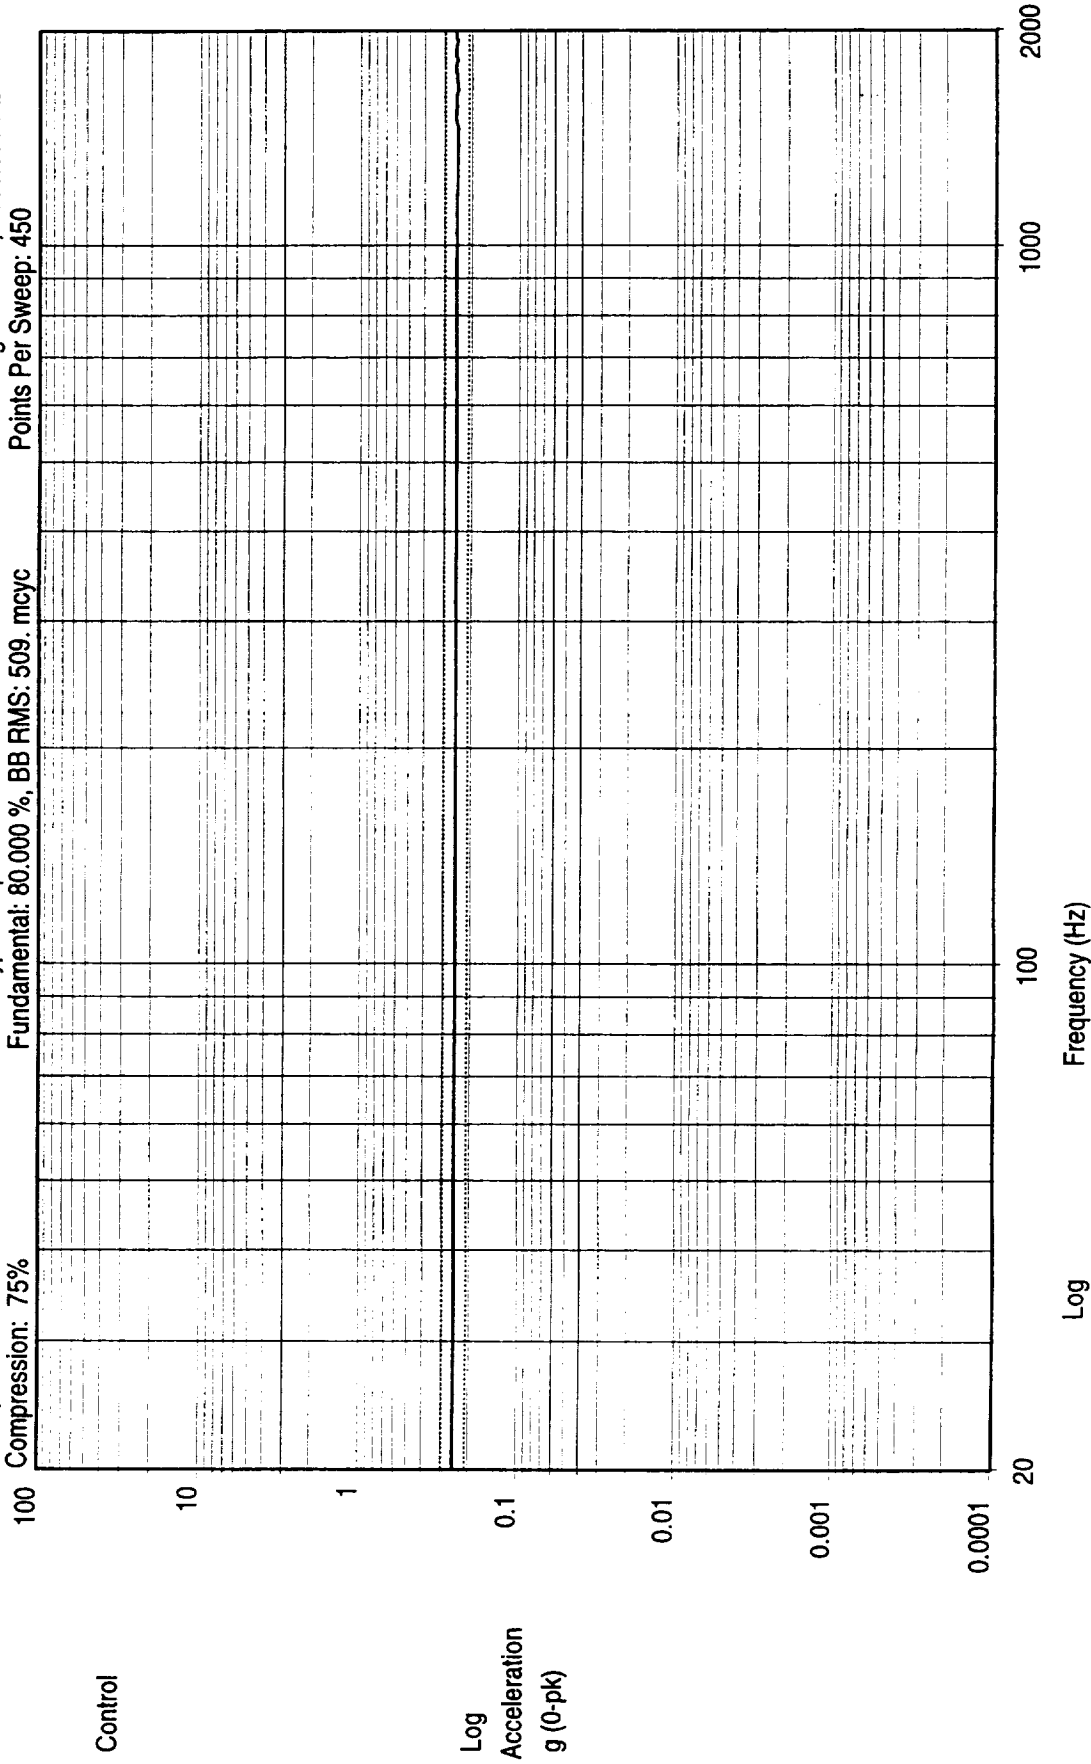 Compression: 75%
Fundamental: 80.000 %, BB RMS: 509. mcyc
Points Per Sweep: 450
Control
100
10
1
0.1
0.01
0.001
0.0001
Log
Acceleration
g (0-pk)
20
100
1000
2000
Log
Frequency (Hz)